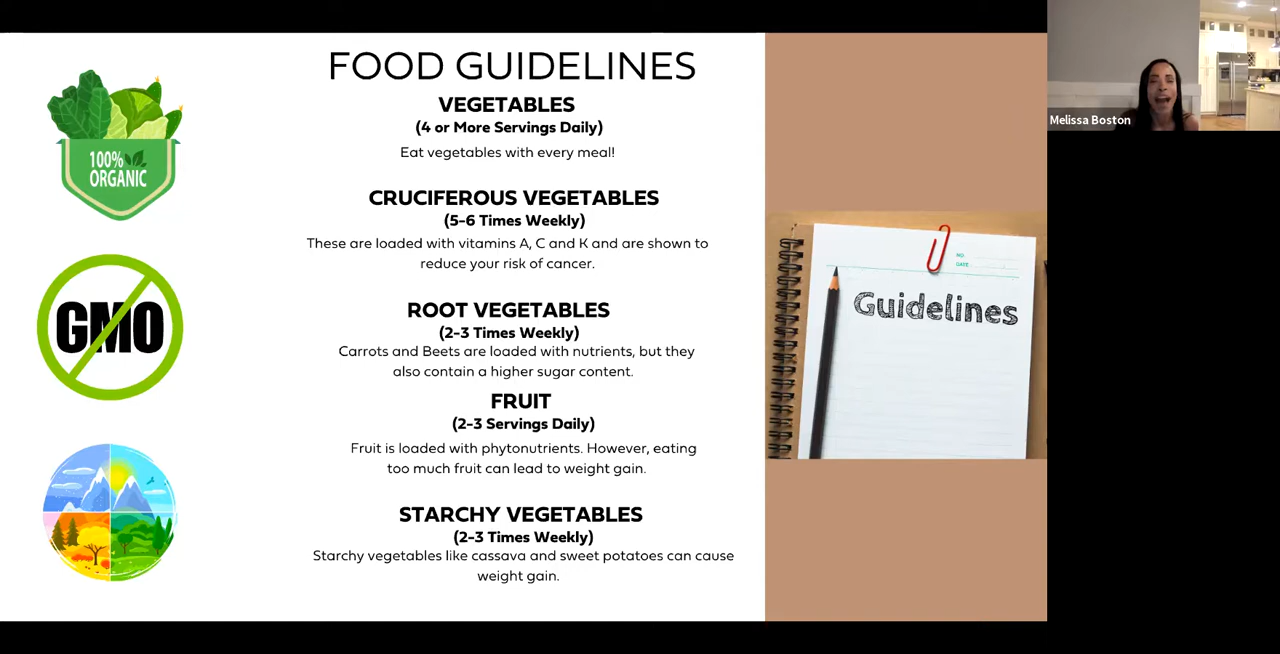 FOOD GUIDELINES
VEGETABLES
(4 or More Servings Daily)
Eat vegetables with every meal!
CRUCIFEROUS VEGETABLES
(5-6 Times Weekly)
These are loaded with vitamins A, C and K and are shown to
reduce your risk of cancer.
ROOT VEGETABLES
(2-3 Times Weekly)
Carrots and Beets are loaded with nutrients, but they
also contain a higher sugar content.
FRUIT
(2-3 Servings Daily)
Fruit is loaded with phytonutrients. However, eating
too much fruit can lead to weight gain.
STARCHY VEGETABLES
(2-3 Times Weekly)
Starchy vegetables like cassava and sweet potatoes can cause
weight gain.
100%
ORGANIC
GMO
NO:
DATE:
Guidelines
Melissa Boston